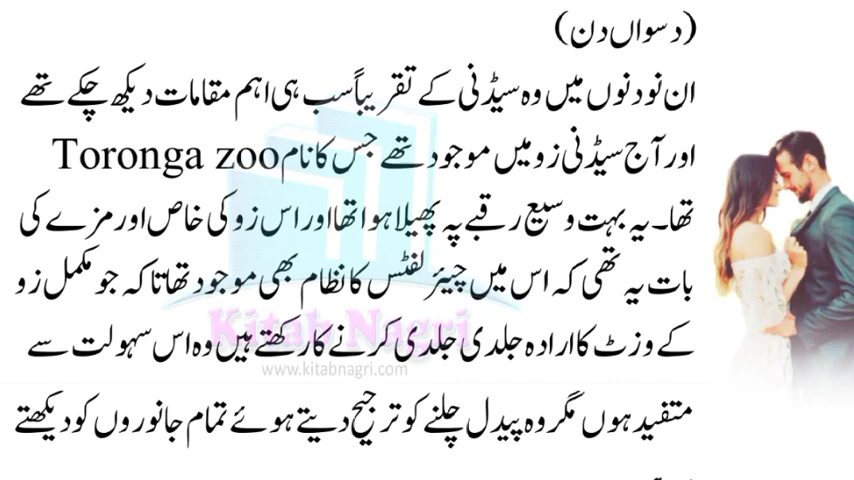 (دسواں دن)
ان نو دنوں میں وہ سیڈنی کے تقریباً سب ہی اہم مقامات دیکھ چکے تھے
اور آج سیڈنی زو میں موجود تھے جس کا نام Toronga zoo
تھا۔ یہ بہت وسیع رقبے پہ پھیلا ہوا تھا اور اس زو کی خاص اور مزے کی
بات یہ تھی کہ اس میں چیئر لفٹس کا نظام بھی موجود تھا تاکہ جو مکمل زو
کے وزٹ کا ارادہ جلدی جلدی کرنے کا رکھتے ہیں وہ اس سہولت سے
Kitab Nagri
www.kitabnagri.com
متفید ہوں مگر وہ پیدل چلنے کو ترجیح دیتے ہوئے تمام جانوروں کو دیکھتے